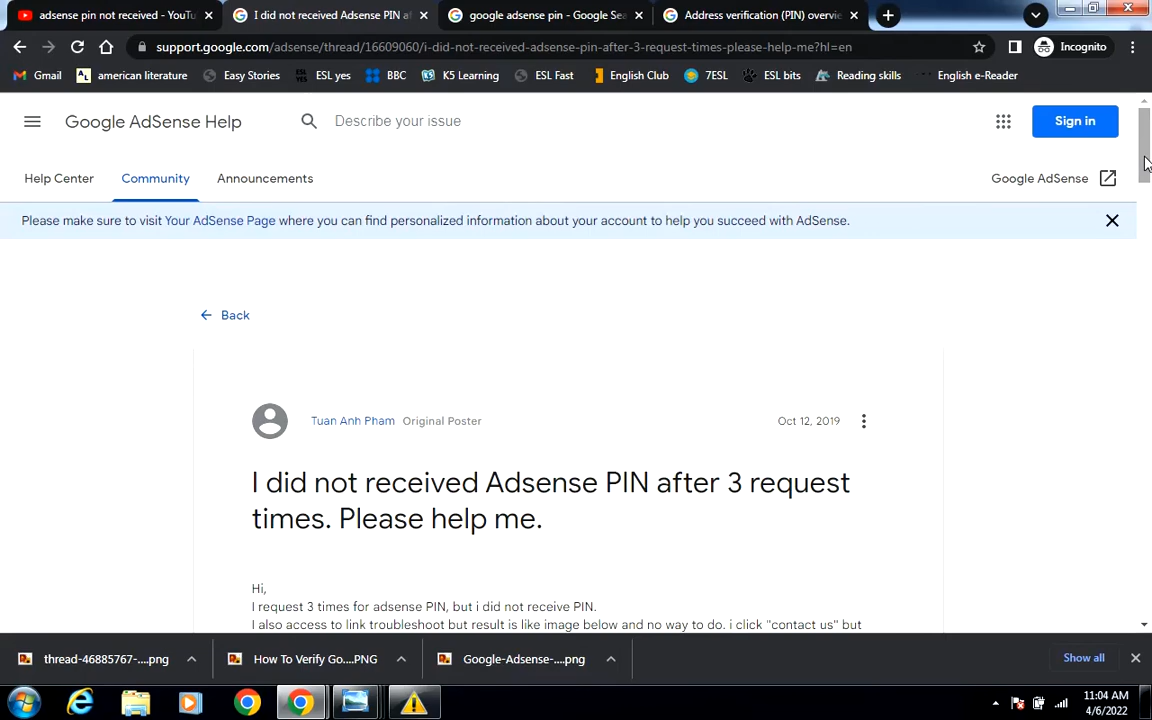 adsense pin not received - YouTu
I did not received Adsense PIN af
google adsense pin - Google Sea
Address verification (PIN) overvie
support.google.com/adsense/thread/16609060/i-did-not-received-adsense-pin-after-3-request-times-please-help-me?hl=en
Incognito
Gmail
american literature
Easy Stories
ESL yes
BBC
K5 Learning
ESL Fast
English Club
7ESL
ESL bits
Reading skills
English e-Reader
Google AdSense Help
Describe your issue
Sign in
Help Center
Community
Announcements
Google AdSense
Please make sure to visit Your AdSense Page where you can find personalized information about your account to help you succeed with AdSense.
Back
Tuan Anh Pham Original Poster
Oct 12, 2019
I did not received Adsense PIN after 3 request
times. Please help me.
Hi,
I request 3 times for adsense PIN, but i did not receive PIN.
I also access to link troubleshoot but result is like image below and no way to do. i click "contact us" but
thread-46885767-....png
How To Verify Go....PNG
Google-Adsense-....png
Show all
11:04 AM
4/6/2022